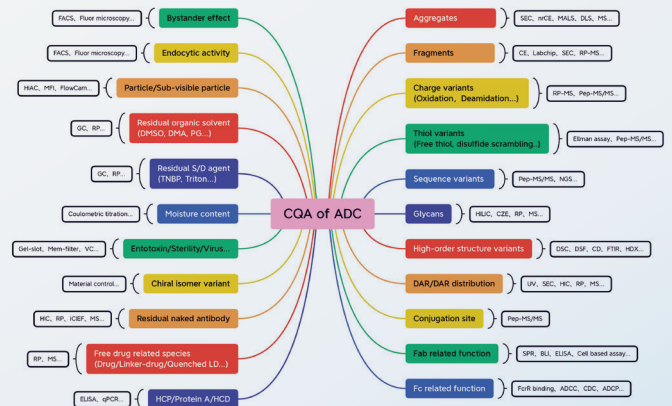 FACS, Fluor microscopy...
Bystander effect
FACS, Fluor microscopy...
Endocytic activity
HIAC, MFI, FlowCam...
Particle/Sub-visible particle
GC, RP...
Residual organic solvent
(DMSO, DMA, PG...)
GC, RP...
Residual S/D agent
(TNBP, Triton...)
Coulometric titration...
Moisture content
Gel-slot, Mem-filter, VC...
Entotoxin/Sterility/Virus...
Material control...
Chiral isomer variant
HIC, RP, iCIEF, MS...
Residual naked antibody
RP, MS...
Free drug related species
(Drug/Linker-drug/Quenched LD...)
ELISA, qPCR...
HCP/Protein A/HCD
CQA of ADC
Aggregates
SEC, nrCE, MALS, DLS, MS...
Fragments
CE, Labchip, SEC, RP-MS...
Charge variants
(Oxidation, Deamidation...)
RP-MS, Pep-MS/MS...
Thiol variants
(Free thiol, disulfide scrambling..)
Ellman assay, Pep-MS/MS...
Sequence variants
Pep-MS/MS, NGS...
Glycans
HILIC, CZE, RP, MS...
High-order structure variants
DSC, DSF, CD, FTIR, HDX...
DAR/DAR distribution
UV, SEC, HIC, RP, MS...
Conjugation site
Pep-MS/MS
Fab related function
SPR, BLI, ELISA, Cell based assay...
Fc related function
FcrR binding, ADCC, CDC, ADCP...